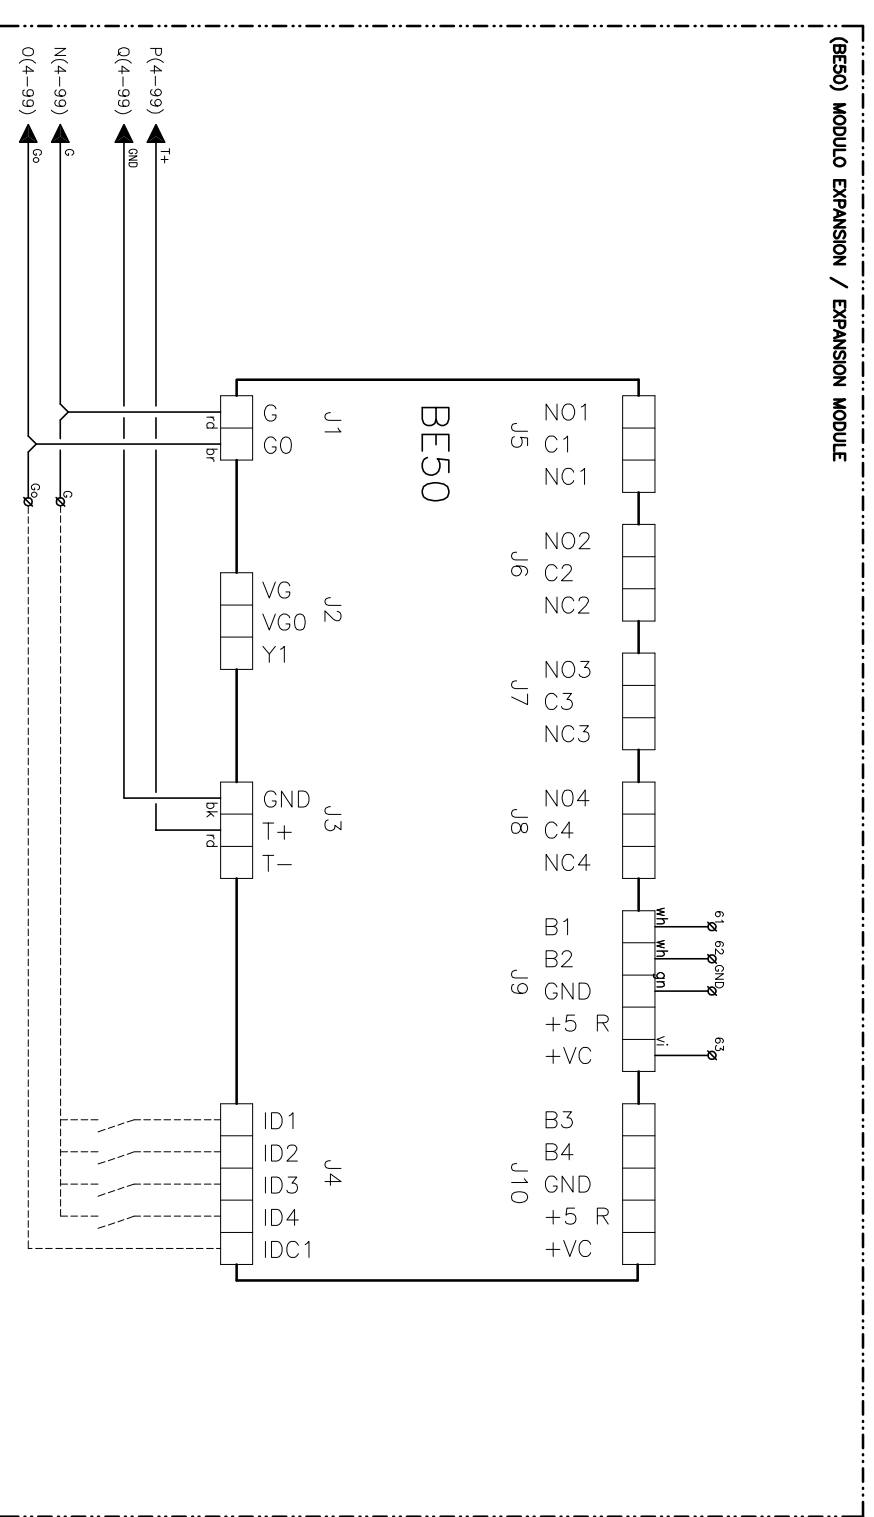 (BE50) MODULO EXPANSION / EXPANSION MODULE
P(4-99)
T+
Q(4-99)
GND
N(4-99)
G
O(4-99)
Go
BE50
J1
G
G0
rd
br
G
Go
J2
VG
VG0
Y1
J3
GND
T+
T-
bk
rd
J4
ID1
ID2
ID3
ID4
IDC1
J5
NO1
C1
NC1
J6
NO2
C2
NC2
J7
NO3
C3
NC3
J8
NO4
C4
NC4
J9
B1
B2
GND
+5 R
+VC
wh
wh
gn
vi
61
62
GND
63
J10
B3
B4
GND
+5 R
+VC